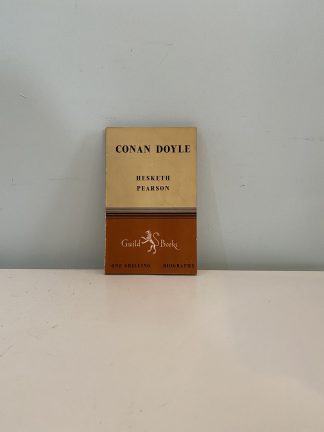 CONAN DOYLE
HESKETH
PEARSON
Guild Books
ONE SHILLING BIOGRAPHY